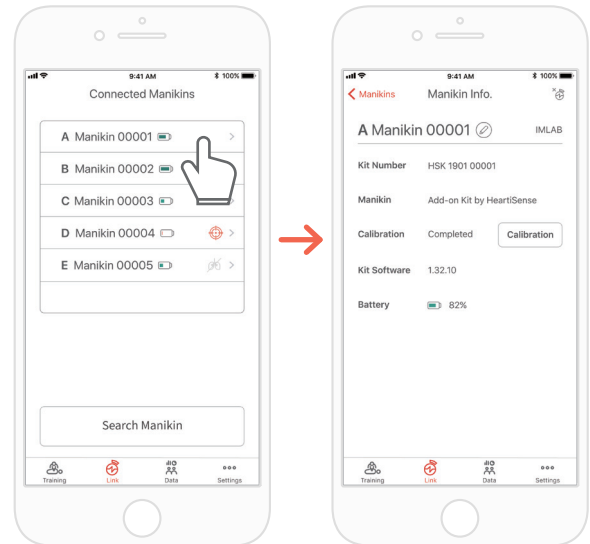 9:41 AM
100%
Connected Manikins
A Manikin 00001
B Manikin 00002
C Manikin 00003
D Manikin 00004
E Manikin 00005
Search Manikin
Training Link Data Settings
9:41 AM
100%
Manikins Manikin Info.
A Manikin 00001 IMLAB
Kit Number HSK 1901 00001
Manikin Add-on Kit by HeartiSense
Calibration Completed Calibration
Kit Software 1.32.10
Battery 82%
Training Link Data Settings